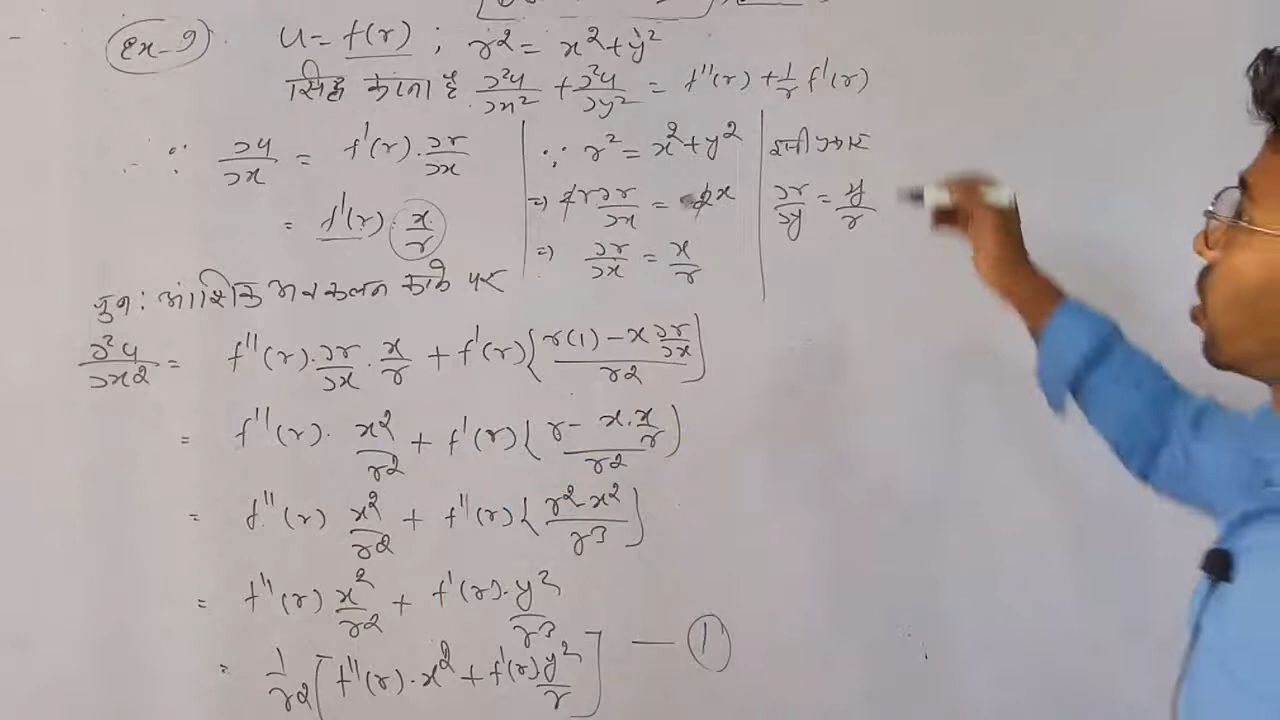 Ex-9 u = f(r) ; r² = x² + y²
सिद्ध करना है ∂²u/∂x² + ∂²u/∂y² = f''(r) + 1/r f'(r)
∵ ∂u/∂x = f'(r) · ∂r/∂x
= f'(r) · x/r
∵ r² = x² + y²
⇒ 2r ∂r/∂x = 2x
⇒ ∂r/∂x = x/r
इसी प्रकार
∂r/∂y = y/r
पुन: आंशिक अवकलन करने पर
∂²u/∂x² = f''(r) · ∂r/∂x · x/r + f'(r) { r(1) - x ∂r/∂x / r² }
= f''(r) · x²/r² + f'(r) { r - x · x/r / r² }
= f''(r) x²/r² + f''(r) { r² - x² / r³ }
= f''(r) x²/r² + f'(r) · y²/r³
= 1/r² [ f''(r) · x² + f'(r) y²/r ] — ①